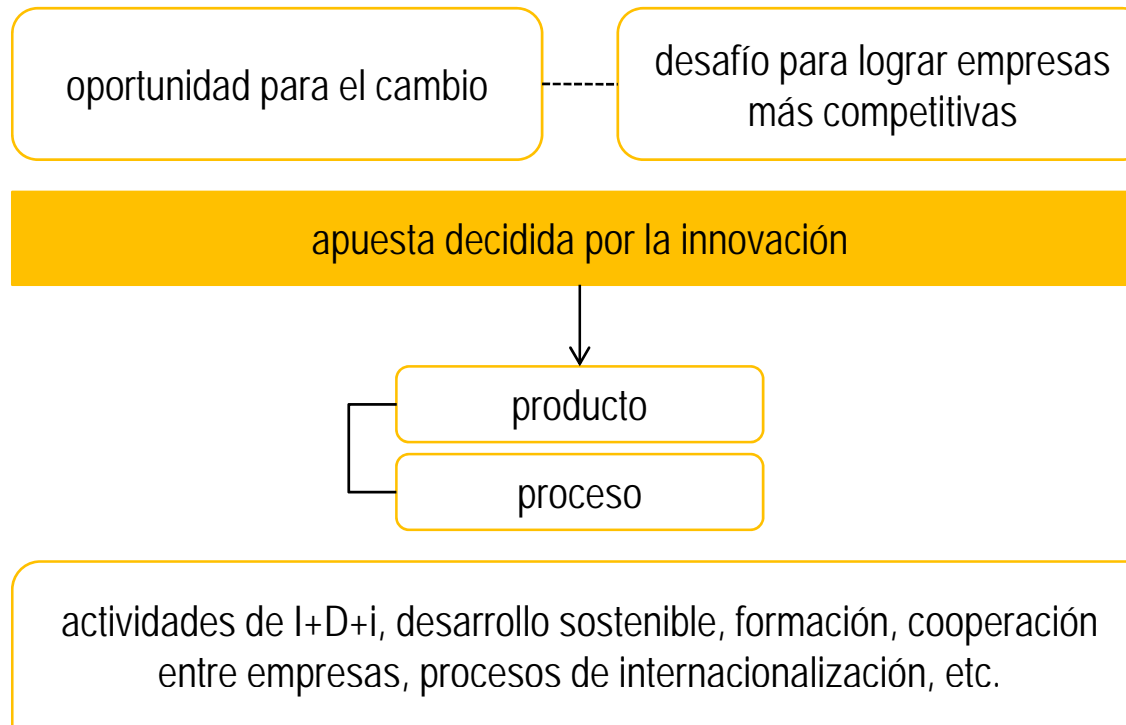 oportunidad para el cambio
desafío para lograr empresas
más competitivas
apuesta decidida por la innovación
producto
proceso
actividades de I+D+i, desarrollo sostenible, formación, cooperación
entre empresas, procesos de internacionalización, etc.